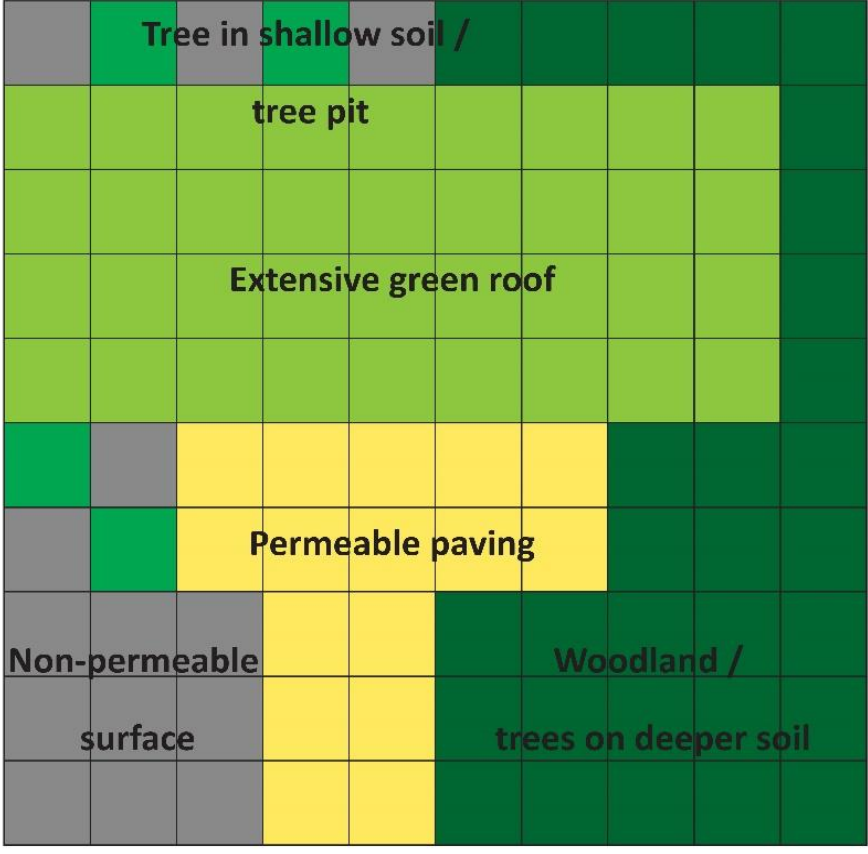 Tree in shallow soil /
tree pit
Extensive green roof
Permeable paving
Non-permeable
surface
Woodland /
trees on deeper soil